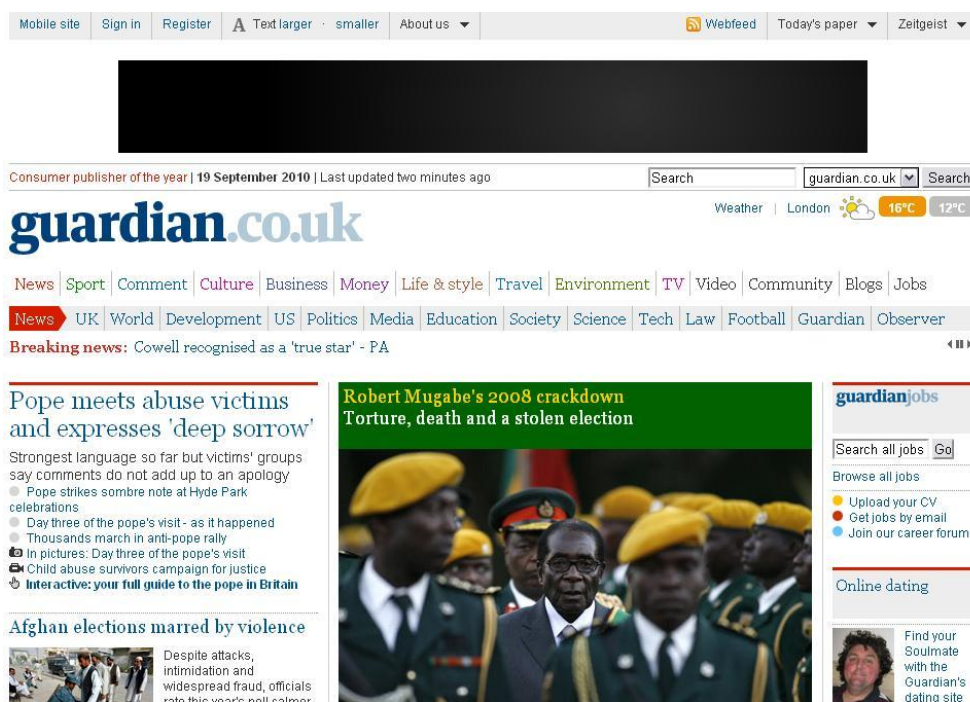 Mobile site Sign in Register A Text larger · smaller About us Webfeed Today's paper Zeitgeist
Consumer publisher of the year | 19 September 2010 | Last updated two minutes ago Search guardian.co.uk Search
guardian.co.uk
Weather | London 16°C 12°C
News Sport Comment Culture Business Money Life & style Travel Environment TV Video Community Blogs Jobs
News UK World Development US Politics Media Education Society Science Tech Law Football Guardian Observer
Breaking news: Cowell recognised as a 'true star' - PA
Pope meets abuse victims
and expresses 'deep sorrow'
Strongest language so far but victims' groups
say comments do not add up to an apology
Pope strikes sombre note at Hyde Park
celebrations
Day three of the pope's visit - as it happened
Thousands march in anti-pope rally
In pictures: Day three of the pope's visit
Child abuse survivors campaign for justice
Interactive: your full guide to the pope in Britain
Afghan elections marred by violence
Despite attacks,
intimidation and
widespread fraud, officials
rate this year's poll calmer
Robert Mugabe's 2008 crackdown
Torture, death and a stolen election
guardianjobs
Search all jobs Go
Browse all jobs
Upload your CV
Get jobs by email
Join our career forum
Online dating
Find your
Soulmate
with the
Guardian's
dating site